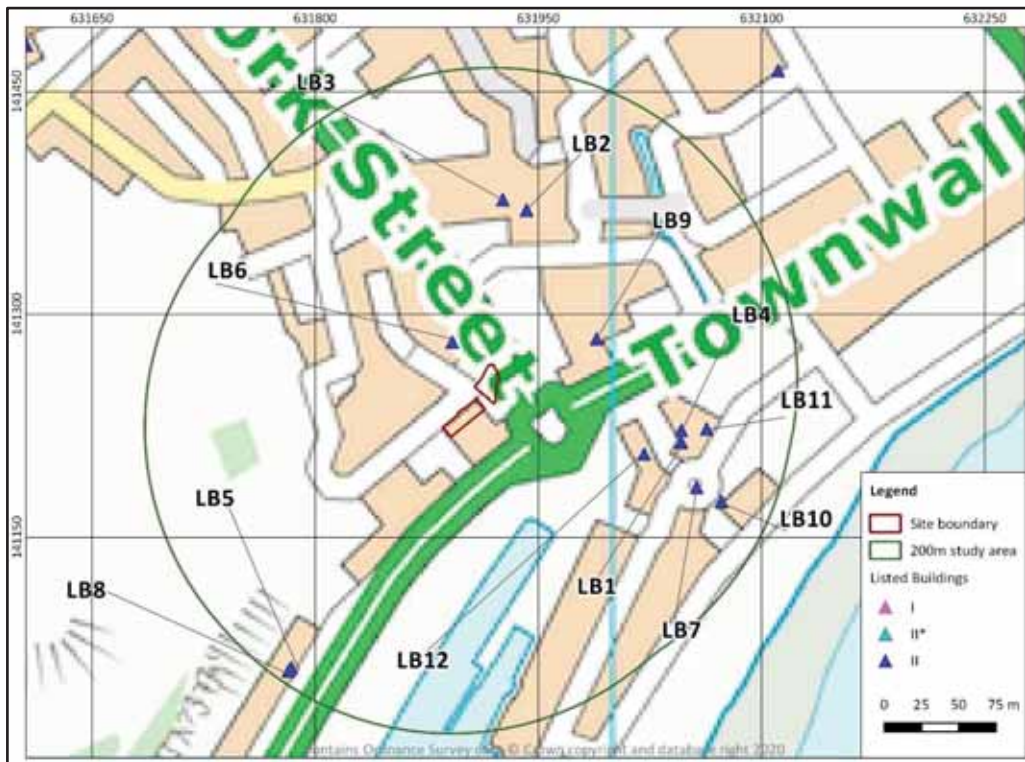 631650
631800
631950
632100
632250
141450
141300
141150
ork Street
Townwall
LB3
LB2
LB9
LB6
LB4
LB11
LB5
LB10
LB8
LB1
LB7
LB12
Legend
Site boundary
200m study area
Listed Buildings
I
II*
II
0 25 50 75 m
Contains Ordnance Survey data © Crown copyright and database right 2020